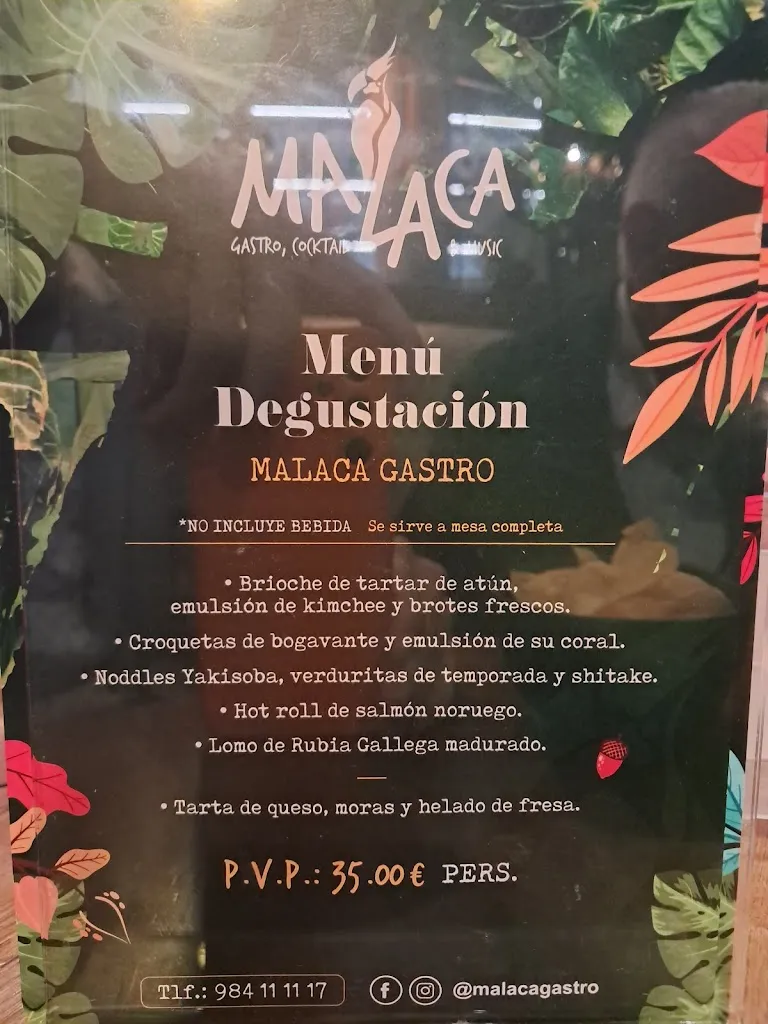 MALACA
GASTRO, COCKTAIL & MUSIC
Menú
Degustación
MALACA GASTRO
*NO INCLUYE BEBIDA Se sirve a mesa completa
• Brioche de tartar de atún,
emulsión de kimchee y brotes frescos.
• Croquetas de bogavante y emulsión de su coral.
• Noddles Yakisoba, verduritas de temporada y shitake.
• Hot roll de salmón noruego.
• Lomo de Rubia Gallega madurado.
• Tarta de queso, moras y helado de fresa.
P.V.P.: 35.00 € PERS.
Tlf.: 984 11 11 17 @malacagastro